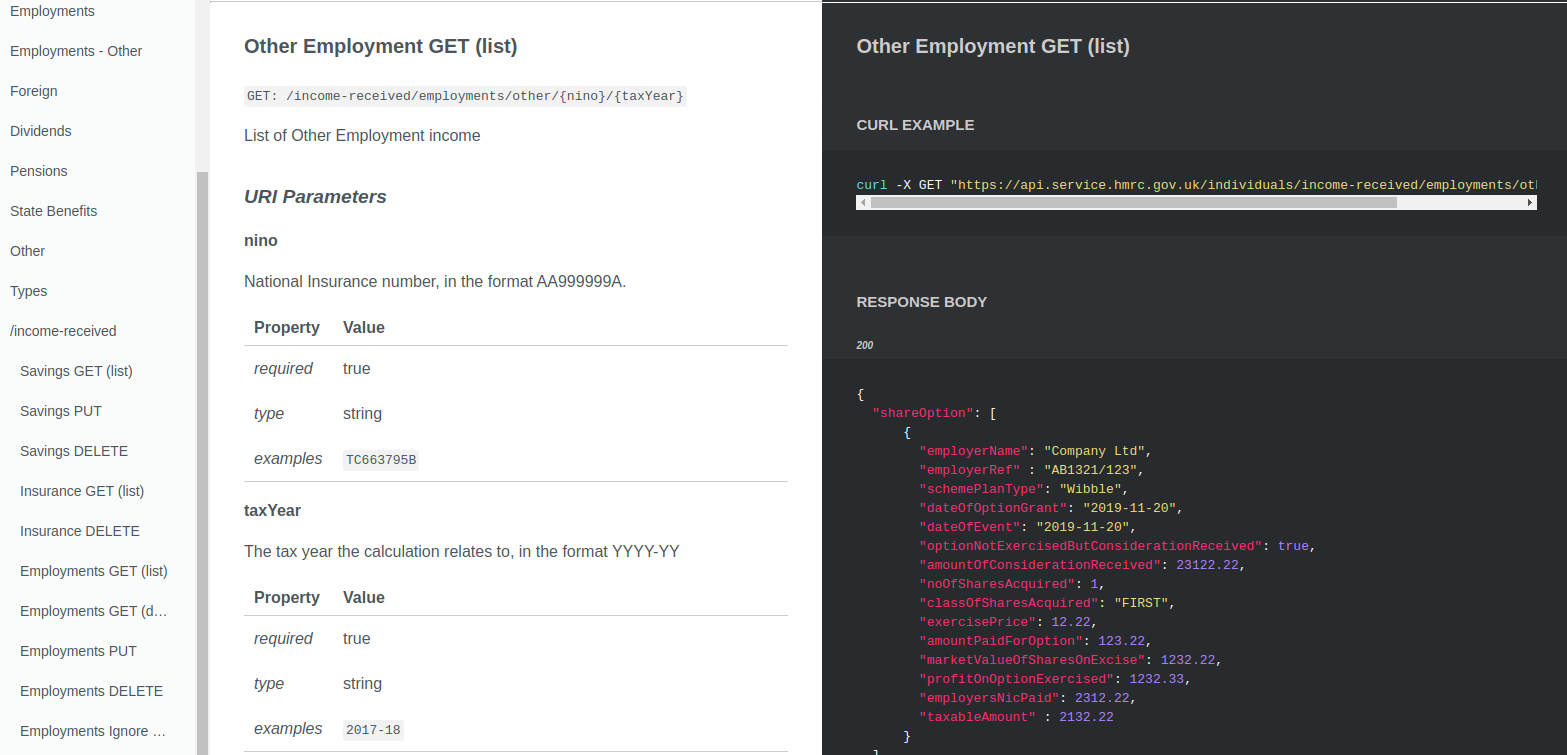 Employments
Employments - Other
Foreign
Dividends
Pensions
State Benefits
Other
Types
/income-received
Savings GET (list)
Savings PUT
Savings DELETE
Insurance GET (list)
Insurance DELETE
Employments GET (list)
Employments GET (d…
Employments PUT
Employments DELETE
Employments Ignore …
Other Employment GET (list)
GET: /income-received/employments/other/{nino}/{taxYear}
List of Other Employment income
URI Parameters
nino
National Insurance number, in the format AA999999A.
Property Value
required true
type string
examples TC663795B
taxYear
The tax year the calculation relates to, in the format YYYY-YY
Property Value
required true
type string
examples 2017-18
Other Employment GET (list)
CURL EXAMPLE
curl -X GET "https://api.service.hmrc.gov.uk/individuals/income-received/employments/oth
RESPONSE BODY
200
{
"shareOption": [
{
"employerName": "Company Ltd",
"employerRef" : "AB1321/123",
"schemePlanType": "Wibble",
"dateOfOptionGrant": "2019-11-20",
"dateOfEvent": "2019-11-20",
"optionNotExercisedButConsiderationReceived": true,
"amountOfConsiderationReceived": 23122.22,
"noOfSharesAcquired": 1,
"classOfSharesAcquired": "FIRST",
"exercisePrice": 12.22,
"amountPaidForOption": 123.22,
"marketValueOfSharesOnExcise": 1232.22,
"profitOnOptionExercised": 1232.33,
"employersNicPaid": 2312.22,
"taxableAmount" : 2132.22
}